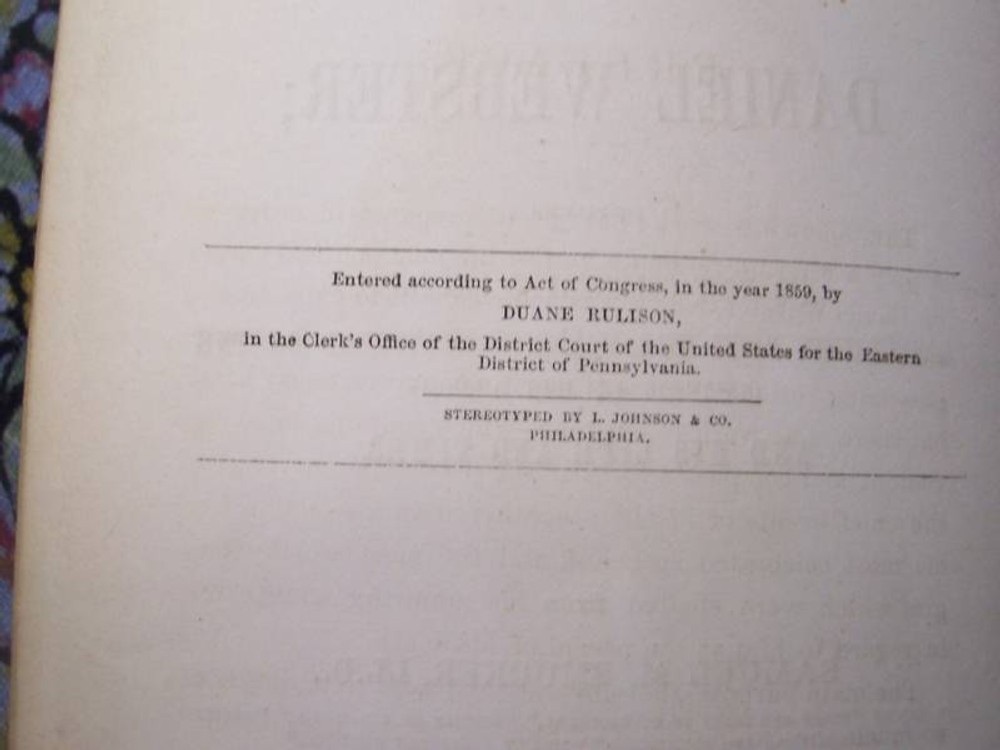 Entered according to Act of Congress, in the year 1859, by
DUANE RULISON,
in the Clerk's Office of the District Court of the United States for the Eastern
District of Pennsylvania.
STEREOTYPED BY L. JOHNSON & CO.
PHILADELPHIA.